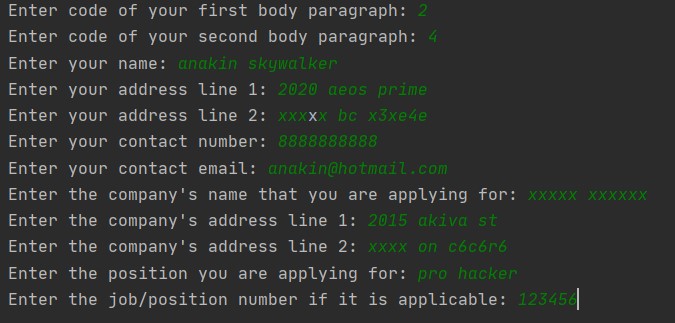 Enter code of your first body paragraph: 2
Enter code of your second body paragraph: 4
Enter your name: anakin skywalker
Enter your address line 1: 2020 aeos prime
Enter your address line 2: xxxxx bc x3xe4e
Enter your contact number: 8888888888
Enter your contact email: anakin@hotmail.com
Enter the company's name that you are applying for: xxxxx xxxxxx
Enter the company's address line 1: 2015 akiva st
Enter the company's address line 2: xxxx on c6c6r6
Enter the position you are applying for: pro hacker
Enter the job/position number if it is applicable: 123456